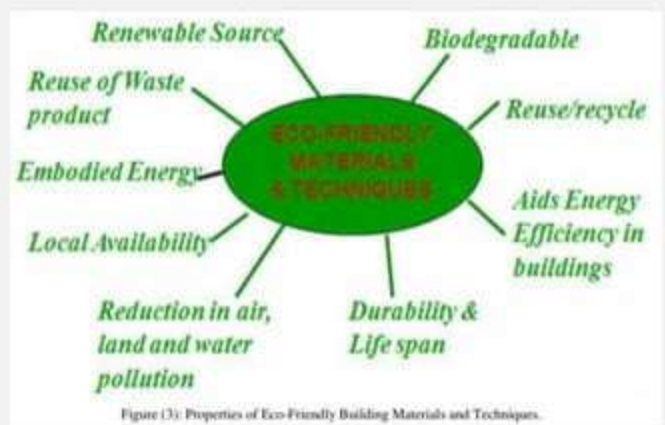 Renewable Source
Biodegradable
Reuse of Waste
product
Reuse/recycle
ECO-FRIENDLY
MATERIALS
& TECHNIQUES
Embodied Energy
Aids Energy
Efficiency in
buildings
Local Availability
Reduction in air,
land and water
pollution
Durability &
Life span
Figure (3): Properties of Eco-Friendly Building Materials and Techniques.